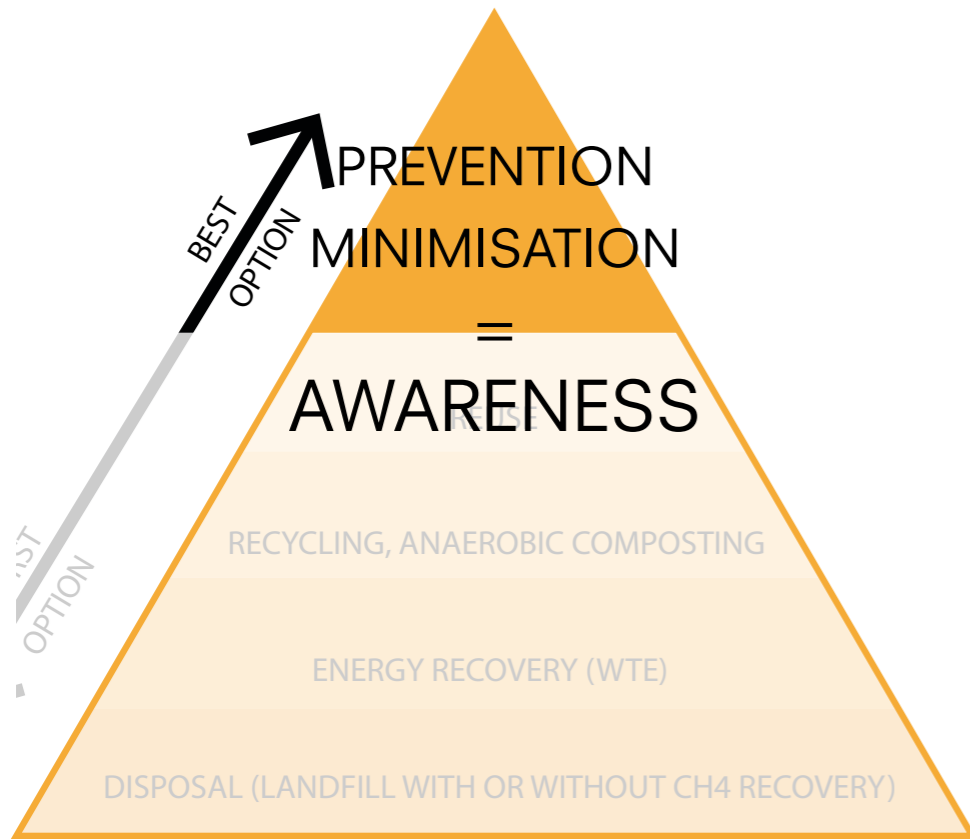 PREVENTION
MINIMISATION
=
AWARENESS
REUSE
RECYCLING, ANAEROBIC COMPOSTING
ENERGY RECOVERY (WTE)
DISPOSAL (LANDFILL WITH OR WITHOUT CH4 RECOVERY)
BEST
OPTION
OPTION